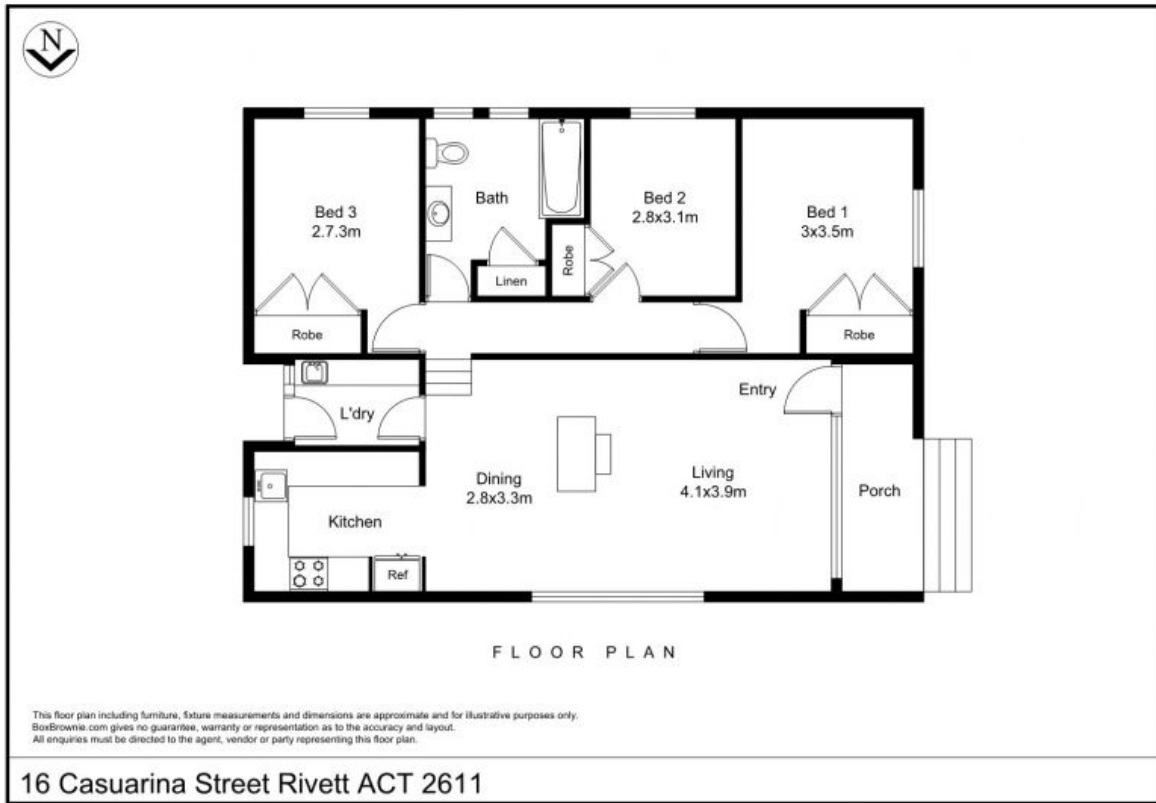 N
Bed 3
2.7.3m
Bath
Bed 2
2.8x3.1m
Bed 1
3x3.5m
Robe
Linen
Robe
Robe
L'dry
Entry
Dining
2.8x3.3m
Living
4.1x3.9m
Porch
Kitchen
Ref
FLOOR PLAN
This floor plan including furniture, fixture measurements and dimensions are approximate and for illustrative purposes only.
BoxBrownie.com gives no guarantee, warranty or representation as to the accuracy and layout.
All enquiries must be directed to the agent, vendor or party representing this floor plan.
16 Casuarina Street Rivett ACT 2611